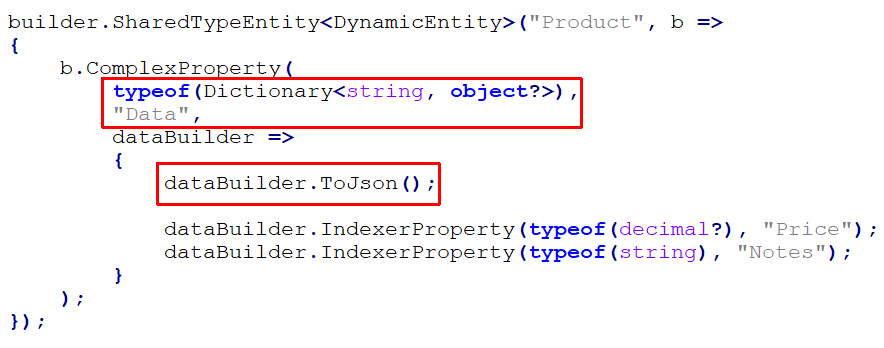 builder.SharedTypeEntity<DynamicEntity>("Product", b =>
{
    b.ComplexProperty(
        typeof(Dictionary<string, object?>),
        "Data",
        dataBuilder =>
        {
            dataBuilder.ToJson();

            dataBuilder.IndexerProperty(typeof(decimal?), "Price");
            dataBuilder.IndexerProperty(typeof(string), "Notes");
        }
    );
});